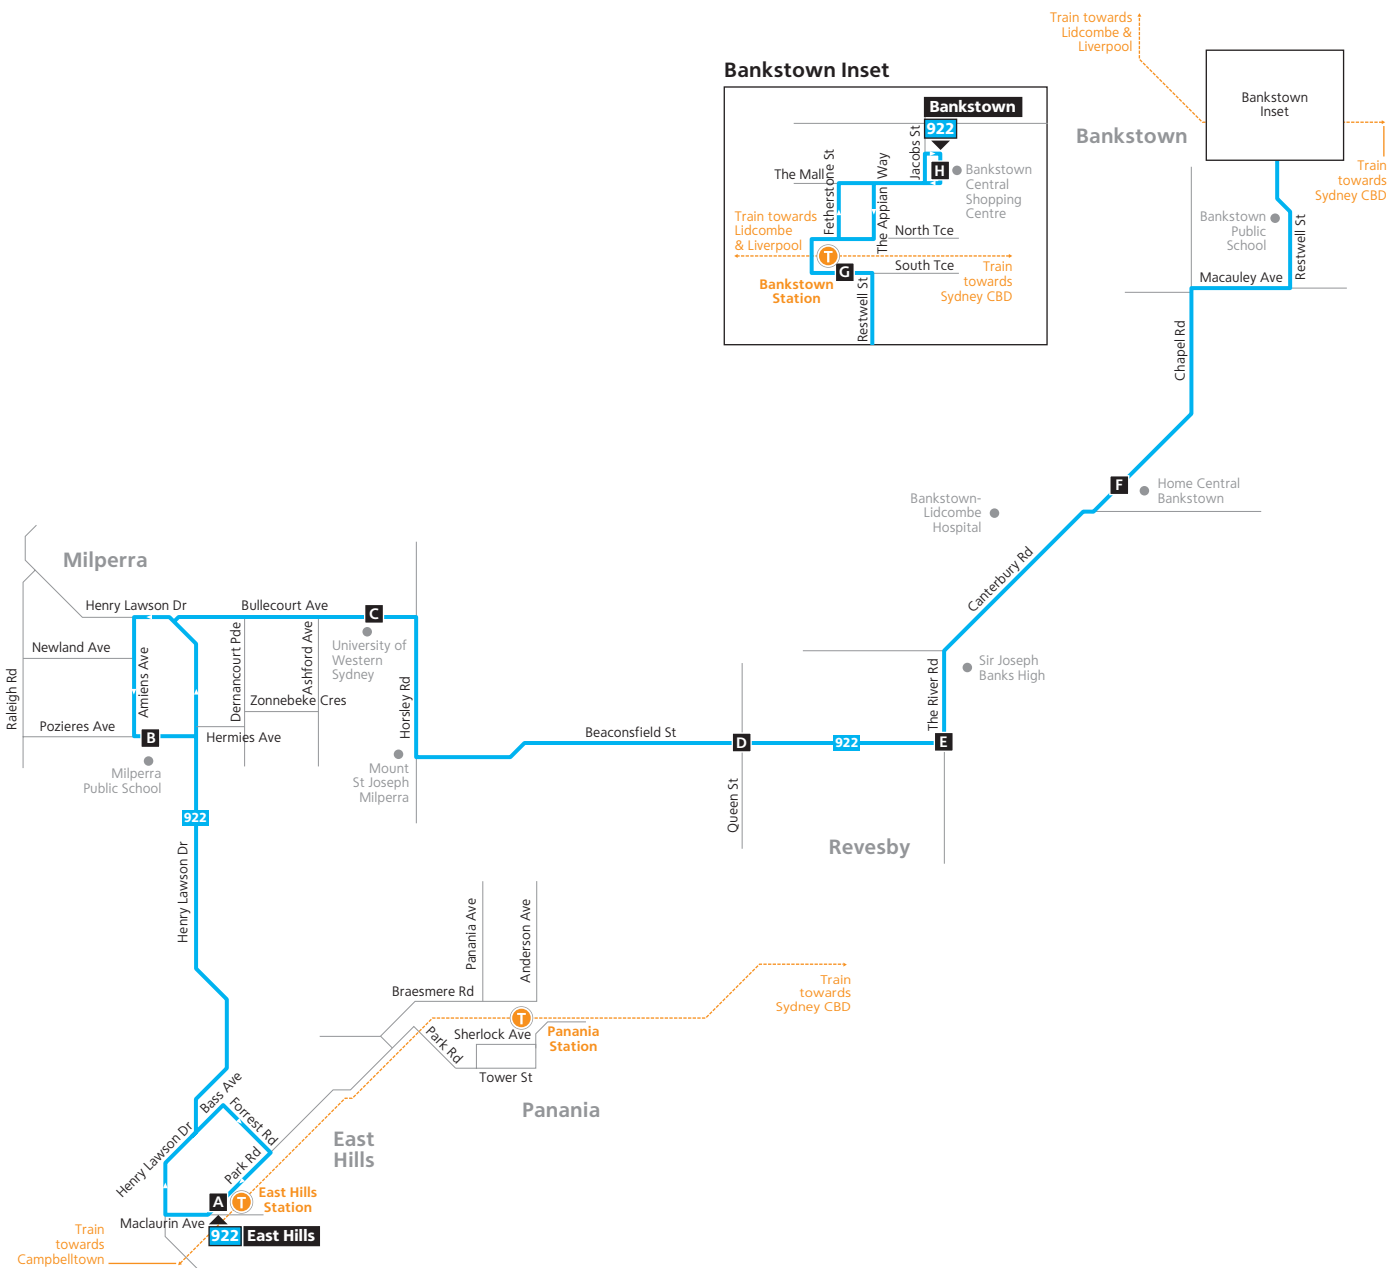 Train towards
Lidcombe &
Liverpool
Bankstown
Inset
Bankstown
Train
towards
Sydney CBD
Bankstown Inset
Bankstown
922
Jacobs St
H
Bankstown
Central
Shopping
Centre
The Mall
Fetherstone St
The Appian Way
Train towards
Lidcombe
& Liverpool
North Tce
T
South Tce
G
Train
towards
Sydney CBD
Bankstown
Station
Restwell St
Bankstown
Public
School
Restwell St
Macauley Ave
Chapel Rd
F
Home Central
Bankstown
Bankstown-
Lidcombe
Hospital
Canterbury Rd
Milperra
Henry Lawson Dr
Bullecourt Ave
C
University of
Western
Sydney
Newland Ave
Raleigh Rd
Amiens Ave
Dernancourt Pde
Ashford Ave
Zonnebeke Cres
Horsley Rd
Pozieres Ave
B
Hermies Ave
Milperra
Public School
Mount
St Joseph
Milperra
Beaconsfield St
D
922
E
The River Rd
Sir Joseph
Banks High
Queen St
Revesby
922
Henry Lawson Dr
Panania Ave
Anderson Ave
Braesmere Rd
Train
towards
Sydney CBD
T
Panania
Station
Sherlock Ave
Park Rd
Tower St
Panania
East
Hills
Bass Ave
Forrest Rd
Henry Lawson Dr
Park Rd
A
T
East Hills
Station
Maclaurin Ave
922
East Hills
Train
towards
Campbelltown